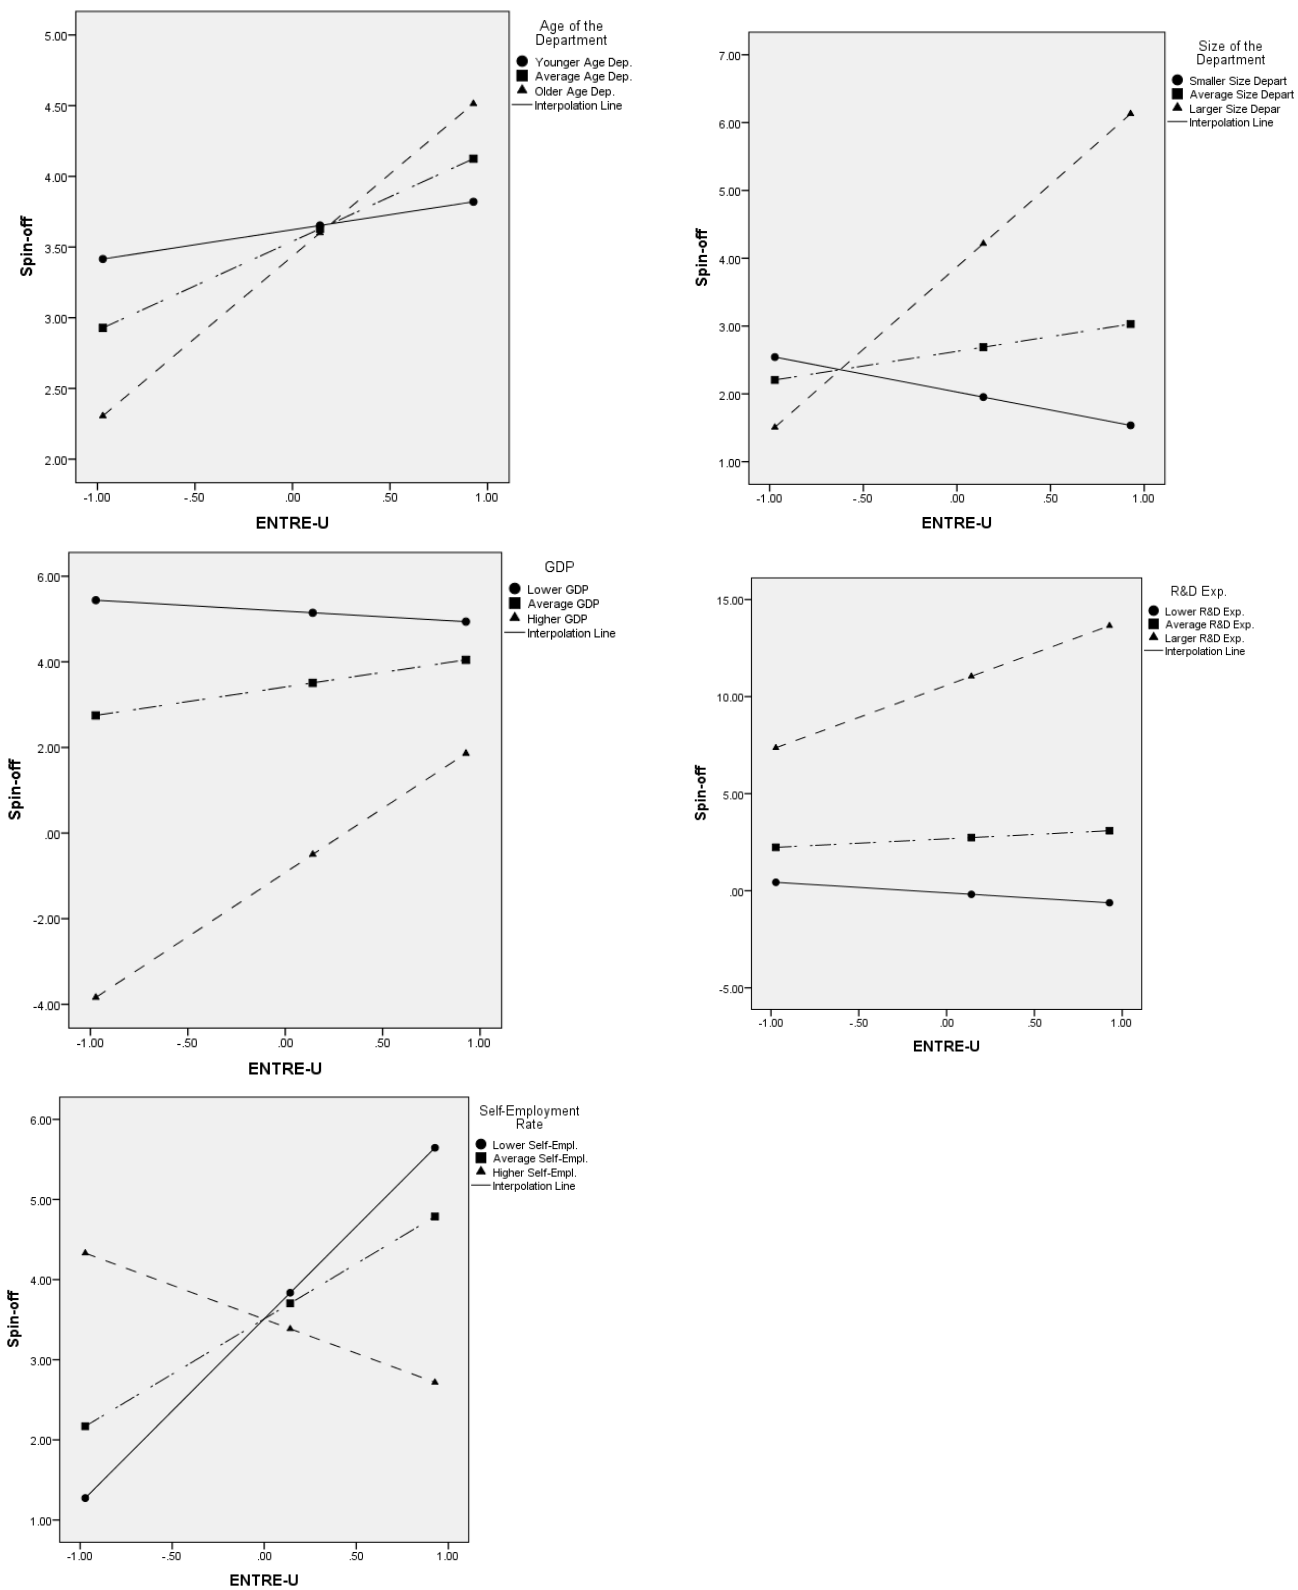 Age of the
Department
Younger Age Dep.
Average Age Dep.
Older Age Dep.
Interpolation Line
5.00
4.50
4.00
3.50
3.00
2.50
2.00
Spin-off
-1.00 -.50 .00 .50 1.00
ENTRE-U
Size of the
Department
Smaller Size Depart
Average Size Depart
Larger Size Depar
Interpolation Line
7.00
6.00
5.00
4.00
3.00
2.00
1.00
Spin-off
-1.00 -.50 .00 .50 1.00
ENTRE-U
GDP
Lower GDP
Average GDP
Higher GDP
Interpolation Line
6.00
4.00
2.00
.00
-2.00
-4.00
Spin-off
-1.00 -.50 .00 .50 1.00
ENTRE-U
R&D Exp.
Lower R&D Exp.
Average R&D Exp.
Larger R&D Exp.
Interpolation Line
15.00
10.00
5.00
.00
-5.00
Spin-off
-1.00 -.50 .00 .50 1.00
ENTRE-U
Self-Employment
Rate
Lower Self-Empl.
Average Self-Empl.
Higher Self-Empl.
Interpolation Line
6.00
5.00
4.00
3.00
2.00
1.00
Spin-off
-1.00 -.50 .00 .50 1.00
ENTRE-U